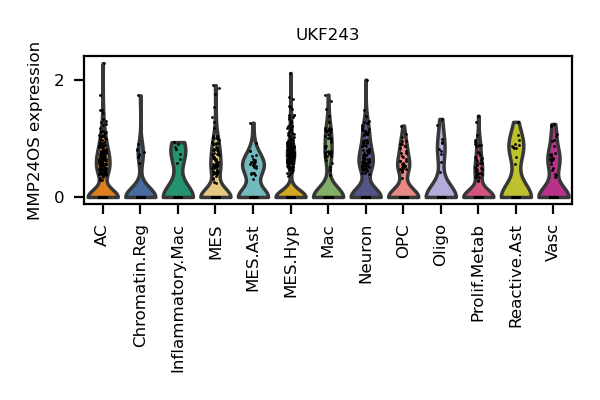 UKF243
MMP24OS expression
2
0
AC
Chromatin.Reg
Inflammatory.Mac
MES
MES.Ast
MES.Hyp
Mac
Neuron
OPC
Oligo
Prolif.Metab
Reactive.Ast
Vasc